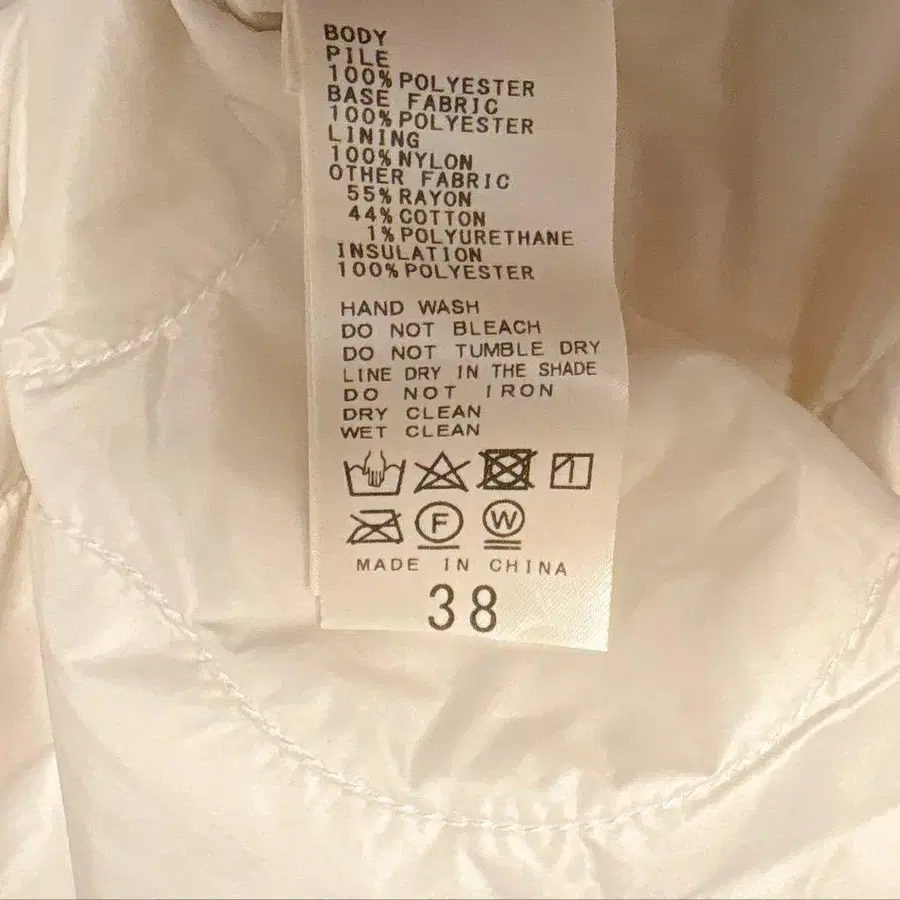 BODY
PILE
100%POLYESTER
BASE FABRIC
100%POLYESTER
LINING
100%NYLON
OTHER FABRIC
55%RAYON
44%COTTON
1%POLYURETHANE
INSULATION
100%POLYESTER
HAND WASH
DO NOT BLEACH
DO NOT TUMBLE DRY
LINE DRY IN THE SHADE
DO NOT IRON
DRY CLEAN
WET CLEAN
F W
MADE IN CHINA
38